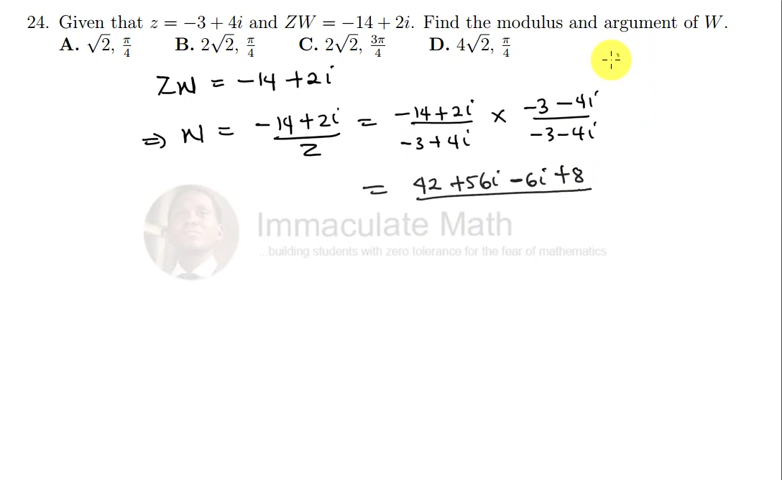 24. Given that z = −3 + 4i and ZW = −14 + 2i. Find the modulus and argument of W.
A. √2, π/4 B. 2√2, π/4 C. 2√2, 3π/4 D. 4√2, π/4
ZW = −14 + 2i
⇒ W = (−14 + 2i)/Z = (−14 + 2i)/(−3 + 4i) × (−3 − 4i)/(−3 − 4i)
= 42 + 56i − 6i + 8
Immaculate Math
...building students with zero tolerance for the fear of mathematics